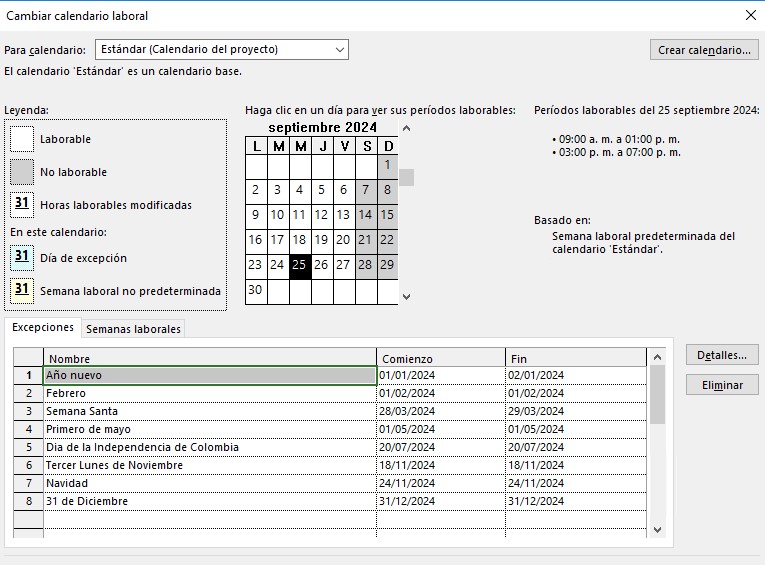 Cambiar calendario laboral
Para calendario: Estándar (Calendario del proyecto) Crear calendario...
El calendario 'Estándar' es un calendario base.
Leyenda:
Laborable
No laborable
31 Horas laborables modificadas
En este calendario:
31 Día de excepción
31 Semana laboral no predeterminada
Haga clic en un día para ver sus períodos laborables:
septiembre 2024
L M M J V S D
1
2 3 4 5 6 7 8
9 10 11 12 13 14 15
16 17 18 19 20 21 22
23 24 25 26 27 28 29
30
Períodos laborables del 25 septiembre 2024:
• 09:00 a. m. a 01:00 p. m.
• 03:00 p. m. a 07:00 p. m.
Basado en:
Semana laboral predeterminada del
calendario 'Estándar'.
Excepciones Semanas laborales
Nombre Comienzo Fin
1 Año nuevo 01/01/2024 02/01/2024
2 Febrero 01/02/2024 01/02/2024
3 Semana Santa 28/03/2024 29/03/2024
4 Primero de mayo 01/05/2024 01/05/2024
5 Dia de la Independencia de Colombia 20/07/2024 20/07/2024
6 Tercer Lunes de Noviembre 18/11/2024 18/11/2024
7 Navidad 24/11/2024 24/11/2024
8 31 de Diciembre 31/12/2024 31/12/2024
Detalles...
Eliminar